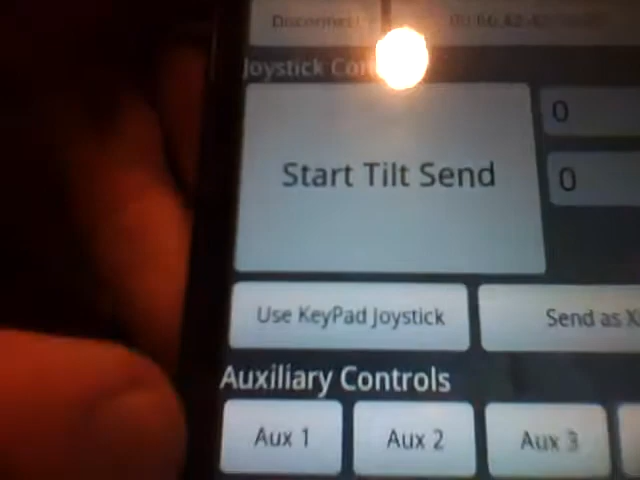 Disconnect
Joystick
0
Start Tilt Send
0
Use KeyPad Joystick
Send as
Auxiliary Controls
Aux 1
Aux 2
Aux 3